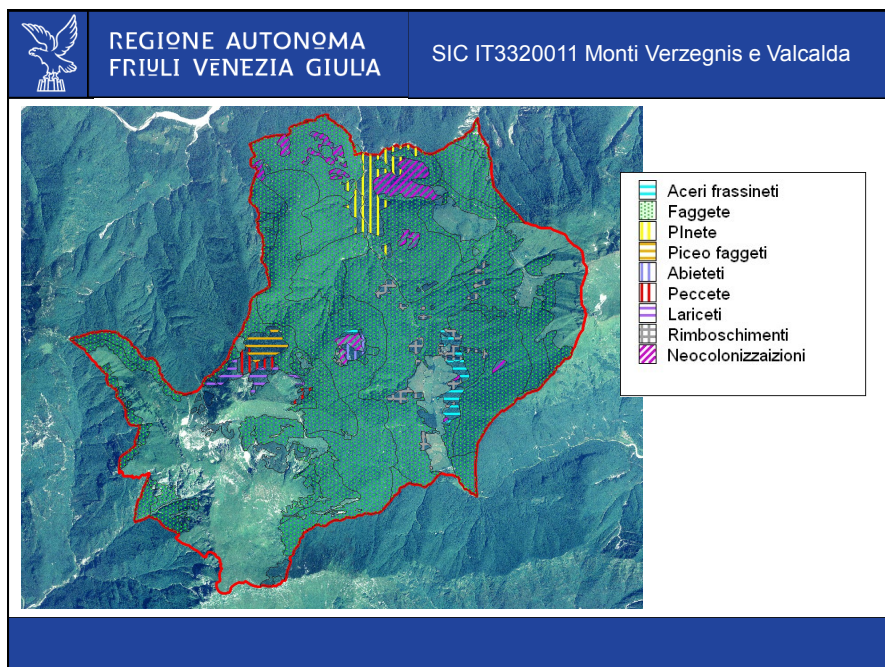 REGIONE AUTONOMA
FRIULI VENEZIA GIULIA
SIC IT3320011 Monti Verzegnis e Valcalda
Aceri frassineti
Faggete
PInete
Piceo faggeti
Abieteti
Peccete
Lariceti
Rimboschimenti
Neocolonizzaizioni